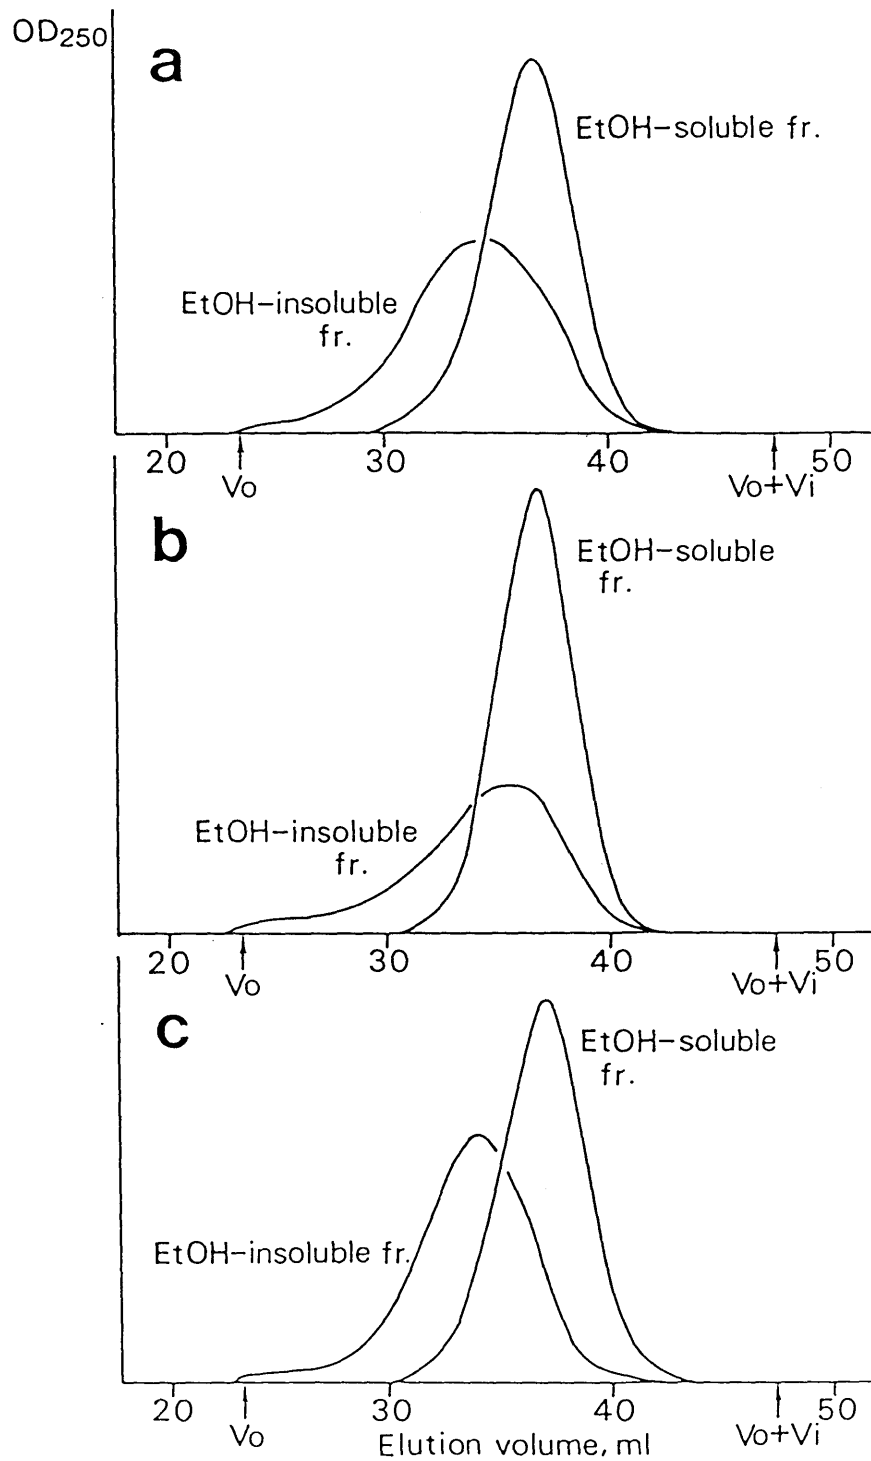 OD250
a
EtOH-soluble fr.
EtOH-insoluble
fr.
20 30 40 50
Vo Vo+Vi
b
EtOH-soluble
fr.
EtOH-insoluble
fr.
20 30 40 50
Vo Vo+Vi
c
EtOH-soluble
fr.
EtOH-insoluble fr.
20 30 40 50
Vo Vo+Vi
Elution volume, ml